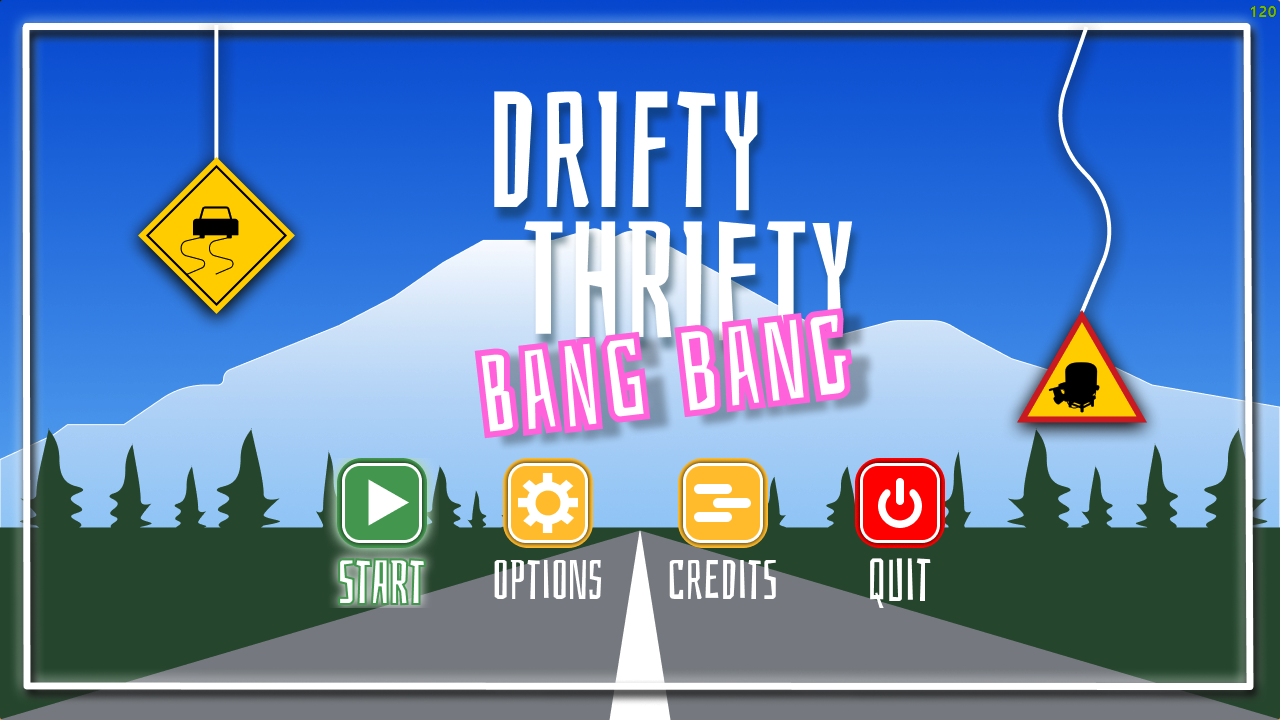 120
DRIFTY
THRIFTY
BANG BANG
START
OPTIONS
CREDITS
QUIT